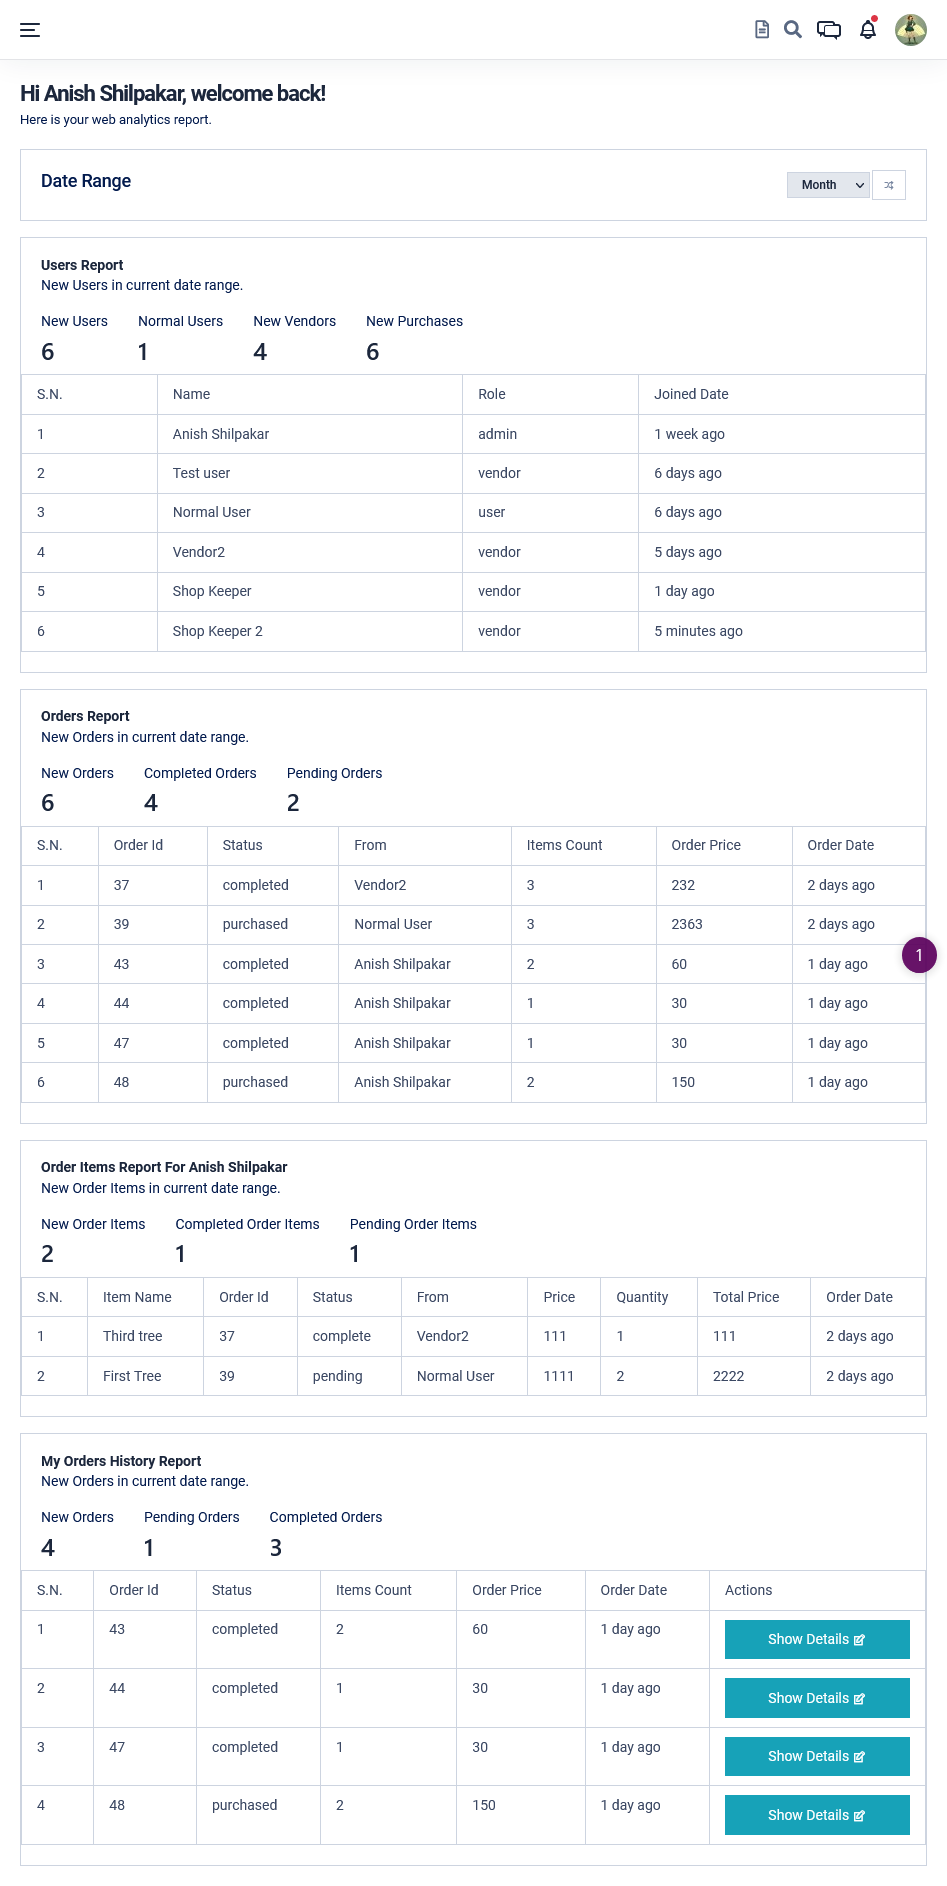 Hi Anish Shilpakar, welcome back!
Here is your web analytics report.
Date Range
Month
Users Report
New Users in current date range.
New Users Normal Users New Vendors New Purchases
6 1 4 6
S.N. Name Role Joined Date
1 Anish Shilpakar admin 1 week ago
2 Test user vendor 6 days ago
3 Normal User user 6 days ago
4 Vendor2 vendor 5 days ago
5 Shop Keeper vendor 1 day ago
6 Shop Keeper 2 vendor 5 minutes ago
Orders Report
New Orders in current date range.
New Orders Completed Orders Pending Orders
6 4 2
S.N. Order Id Status From Items Count Order Price Order Date
1 37 completed Vendor2 3 232 2 days ago
2 39 purchased Normal User 3 2363 2 days ago
3 43 completed Anish Shilpakar 2 60 1 day ago
1
4 44 completed Anish Shilpakar 1 30 1 day ago
5 47 completed Anish Shilpakar 1 30 1 day ago
6 48 purchased Anish Shilpakar 2 150 1 day ago
Order Items Report For Anish Shilpakar
New Order Items in current date range.
New Order Items Completed Order Items Pending Order Items
2 1 1
S.N. Item Name Order Id Status From Price Quantity Total Price Order Date
1 Third tree 37 complete Vendor2 111 1 111 2 days ago
2 First Tree 39 pending Normal User 1111 2 2222 2 days ago
My Orders History Report
New Orders in current date range.
New Orders Pending Orders Completed Orders
4 1 3
S.N. Order Id Status Items Count Order Price Order Date Actions
1 43 completed 2 60 1 day ago Show Details
2 44 completed 1 30 1 day ago Show Details
3 47 completed 1 30 1 day ago Show Details
4 48 purchased 2 150 1 day ago Show Details